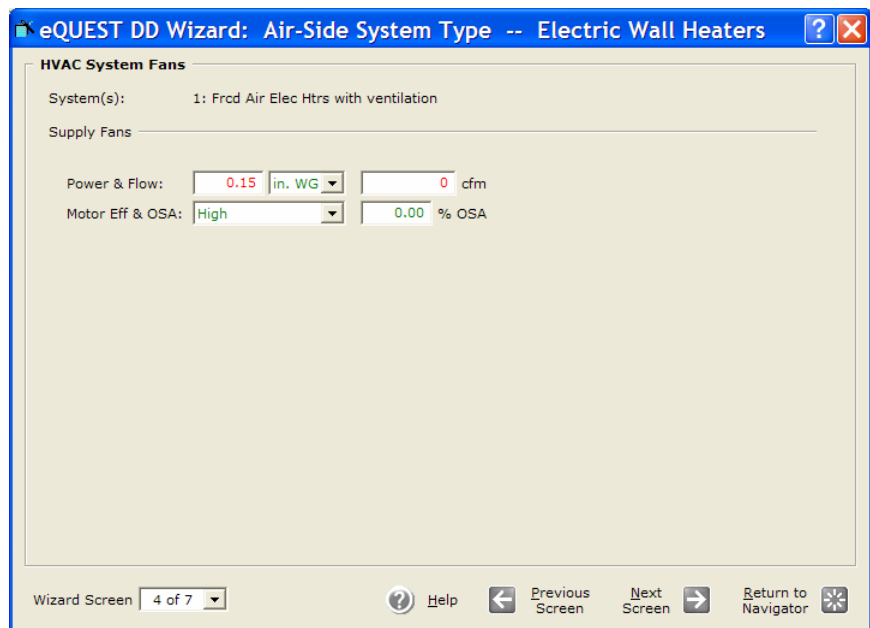 eQUEST DD Wizard: Air-Side System Type -- Electric Wall Heaters ?
HVAC System Fans
System(s): 1: Frcd Air Elec Htrs with ventilation
Supply Fans
Power & Flow: 0.15 in. WG 0 cfm
Motor Eff & OSA: High 0.00 % OSA
Wizard Screen 4 of 7 ? Help Previous Screen Next Screen Return to Navigator